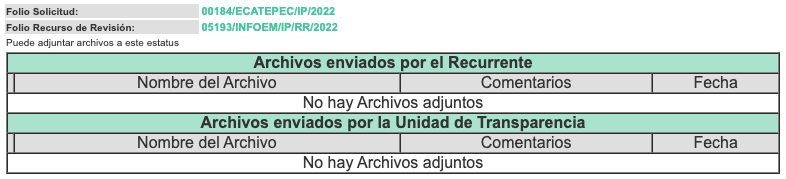 Folio Solicitud: 00184/ECATEPEC/IP/2022
Folio Recurso de Revisión: 05193/INFOEM/IP/RR/2022
Puede adjuntar archivos a este estatus
Archivos enviados por el Recurrente
Nombre del Archivo Comentarios Fecha
No hay Archivos adjuntos
Archivos enviados por la Unidad de Transparencia
Nombre del Archivo Comentarios Fecha
No hay Archivos adjuntos